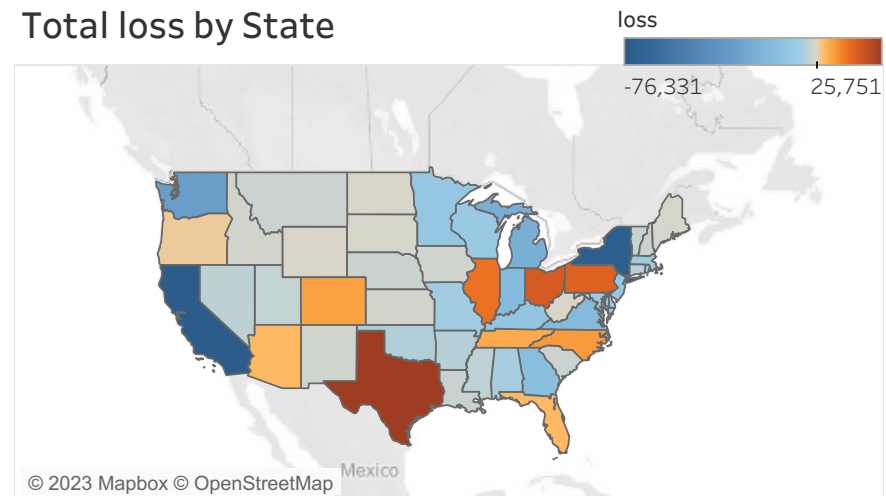 Total loss by State
loss
-76,331
25,751
Mexico
© 2023 Mapbox © OpenStreetMap